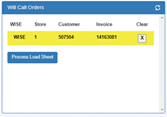 Will Call Orders
WISE Store Customer Invoice Clear
WISE 1 507504 14163081 X
Process Load Sheet